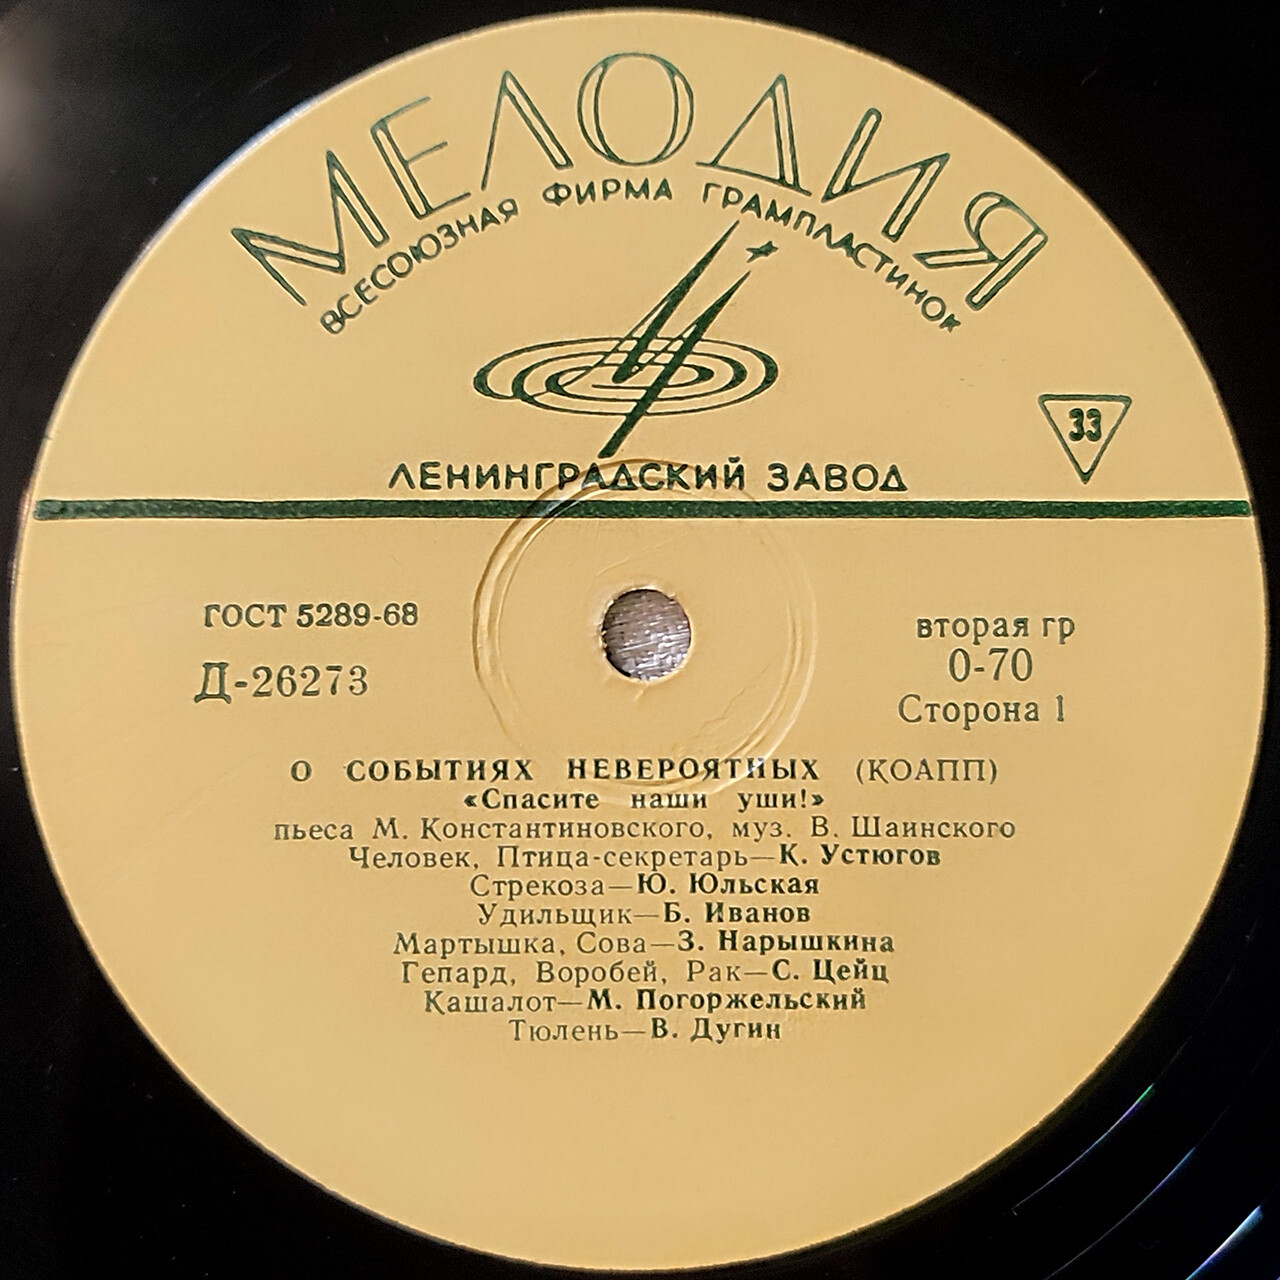 МЕЛОДИЯ
ВСЕСОЮЗНАЯ ФИРМА ГРАМПЛАСТИНОК
33
ЛЕНИНГРАДСКИЙ ЗАВОД
ГОСТ 5289-68
Д-26273
вторая гр
0-70
Сторона 1
О СОБЫТИЯХ НЕВЕРОЯТНЫХ (КОАПП)
«Спасите наши уши!»
пьеса М. Константиновского, муз. В. Шаинского
Человек, Птица-секретарь—К. Устюгов
Стрекоза—Ю. Юльская
Удильщик—Б. Иванов
Мартышка, Сова—З. Нарышкина
Гепард, Воробей, Рак—С. Цейц
Кашалот—М. Погоржельский
Тюлень—В. Дугин